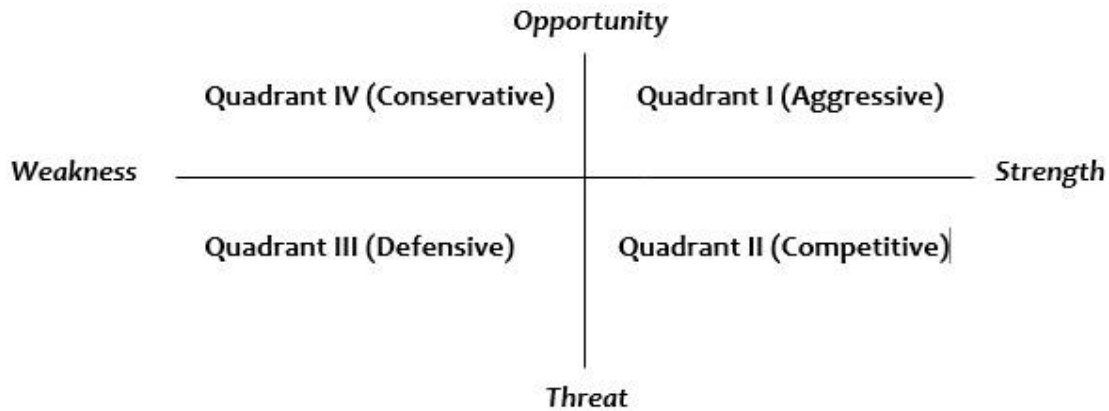 Opportunity
Quadrant IV (Conservative)
Quadrant I (Aggressive)
Weakness
Strength
Quadrant III (Defensive)
Quadrant II (Competitive)
Threat